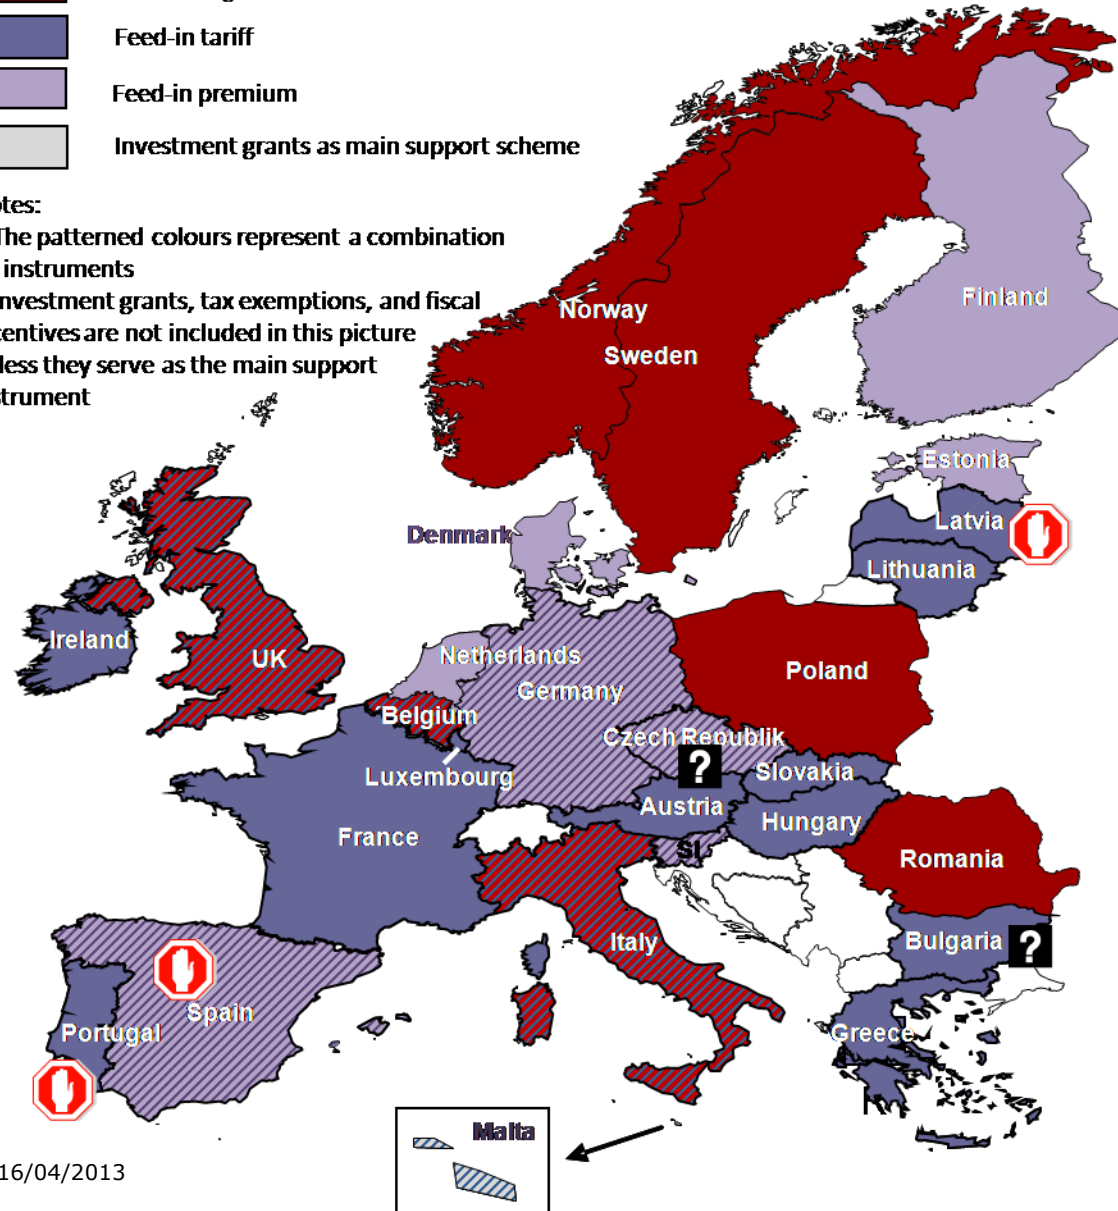 Feed-in tariff
Feed-in premium
Investment grants as main support scheme
tes:
The patterned colours represent a combination
instruments
nvestment grants, tax exemptions, and fiscal
centives are not included in this picture
less they serve as the main support
strument
Norway
Finland
Sweden
Estonia
Latvia
Denmark
Lithuania
Ireland
UK
Netherlands
Poland
Germany
Belgium
Czech Republik
?
Luxembourg
Slovakia
Austria
Hungary
France
SI
Romania
Italy
Bulgaria
?
Spain
Portugal
Greece
Malta
16/04/2013